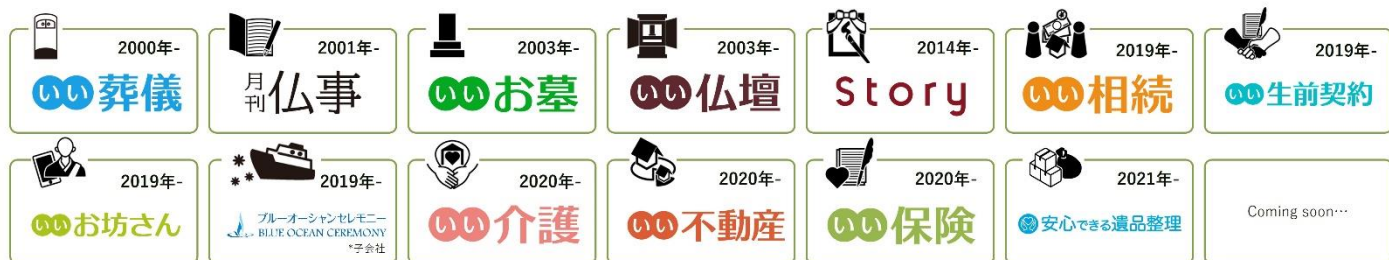 2000年-
いい葬儀
2001年-
月刊仏事
2003年-
いいお墓
2003年-
いい仏壇
2014年-
Story
2019年-
いい相続
2019年-
いい生前契約
2019年-
いいお坊さん
2019年-
ブルーオーシャンセレモニー
BLUE OCEAN CEREMONY
*子会社
2020年-
いい介護
2020年-
いい不動産
2020年-
いい保険
2021年-
安心できる遺品整理
Coming soon…